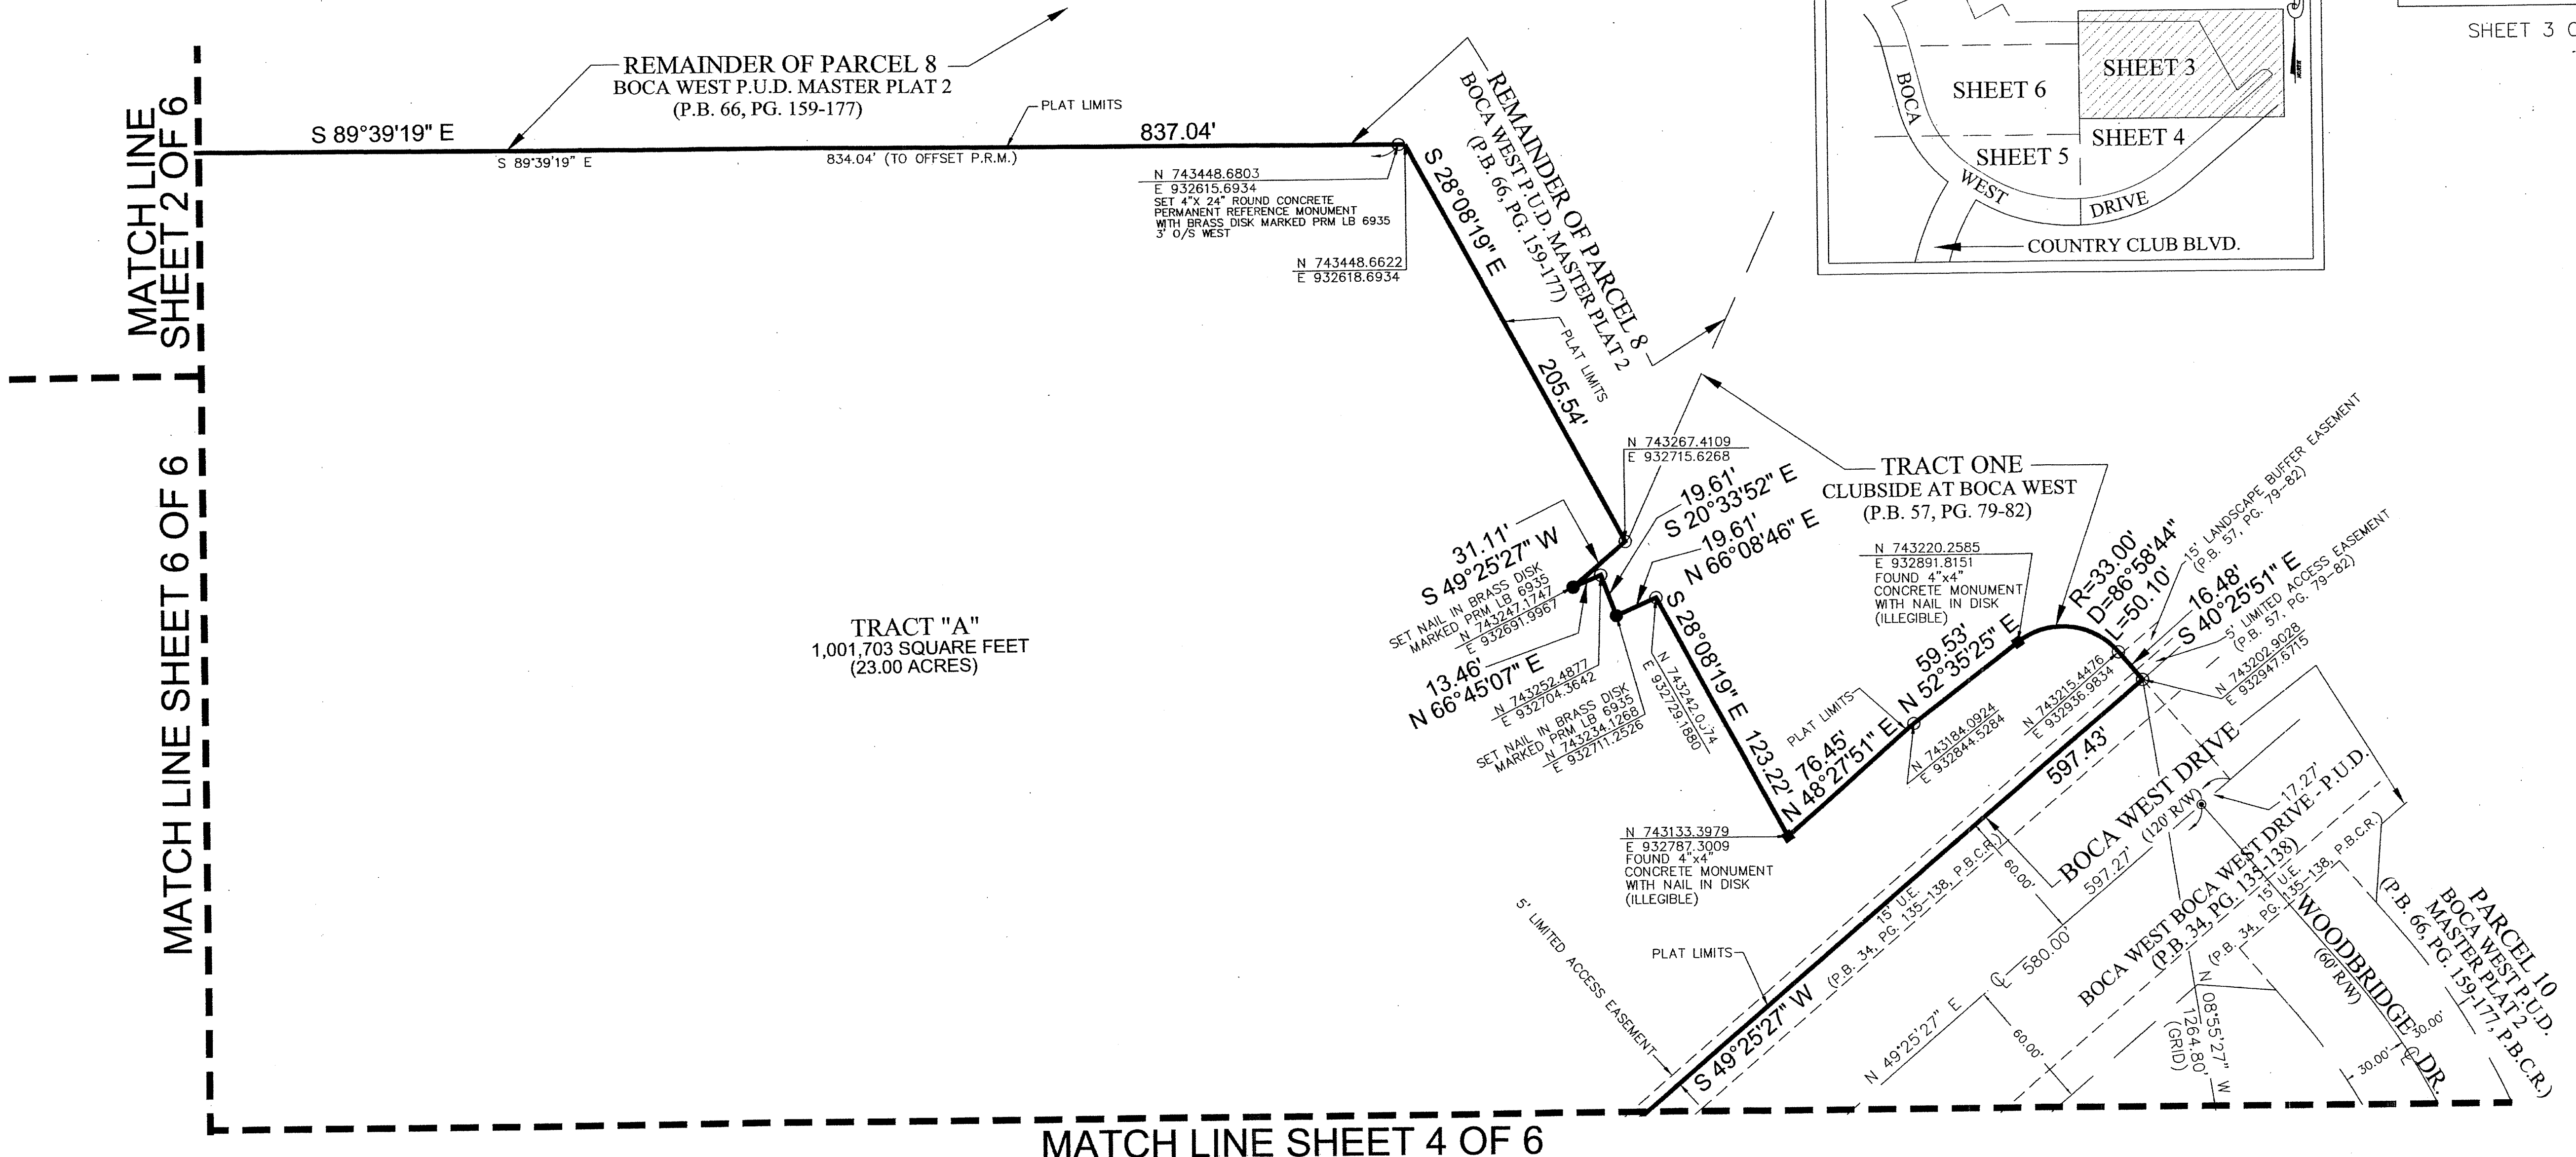 REMAINDER OF PARCEL 8
BOCA WEST P.U.D. MASTER PLAT 2
(P.B. 66, PG. 159-177)
PLAT LIMITS
S 89°39'19" E
837.04'
S 89°39'19" E
834.04' (TO OFFSET P.R.M.)
MATCH LINE
SHEET 2 OF 6
MATCH LINE SHEET 6 OF 6
N 743448.6803
E 932615.6934
SET 4"X 24" ROUND CONCRETE
PERMANENT REFERENCE MONUMENT
WITH BRASS DISK MARKED PRM LB 6935
3' O/S WEST
N 743448.6622
E 932618.6934
REMAINDER OF PARCEL 8
BOCA WEST P.U.D. MASTER PLAT 2
(P.B. 66, PG. 159-177)
S 28°08'19" E
205.54'
PLAT LIMITS
SHEET 3
SHEET 6
SHEET 4
SHEET 5
BOCA
WEST
DRIVE
COUNTRY CLUB BLVD.
NORTH
SHEET 3
N 743267.4109
E 932715.6268
TRACT ONE
CLUBSIDE AT BOCA WEST
(P.B. 57, PG. 79-82)
19.61'
S 20°33'52" E
19.61'
N 66°08'46" E
31.11'
S 49°25'27" W
SET NAIL IN BRASS DISK
MARKED PRM LB 6935
N 743247.1747
E 932691.9967
13.46'
N 66°45'07" E
N 743252.4877
E 932704.3642
SET NAIL IN BRASS DISK
MARKED PRM LB 6935
N 743234.1268
E 932711.2526
S 28°08'19" E
123.22'
E 932729.1880
TRACT "A"
1,001,703 SQUARE FEET
(23.00 ACRES)
N 743220.2585
E 932891.8151
FOUND 4"x4"
CONCRETE MONUMENT
WITH NAIL IN DISK
(ILLEGIBLE)
R=33.00'
D=86°58'44"
L=50.10'
15' LANDSCAPE BUFFER EASEMENT
(P.B. 57, PG. 79-82)
16.48'
S 40°25'51" E
5' LIMITED ACCESS EASEMENT
(P.B. 57, PG. 79-82)
N 743202.9028
E 932947.6715
N 743215.4476
E 932936.9834
59.53'
N 52°35'25" E
PLAT LIMITS
76.45'
N 48°27'51" E
N 743184.0924
E 932844.5284
N 743133.3979
E 932787.3009
FOUND 4"x4"
CONCRETE MONUMENT
WITH NAIL IN DISK
(ILLEGIBLE)
597.43'
S 49°25'27" W
15' U.E.
(P.B. 34, PG. 135-138, P.B.C.R.)
5' LIMITED ACCESS EASEMENT
PLAT LIMITS
60.00'
BOCA WEST DRIVE
(120' R/W)
597.27'
17.27'
BOCA WEST BOCA WEST DRIVE - P.U.D.
(P.B. 34, PG. 135-138)
15' U.E.
(P.B. 34, PG. 135-138, P.B.C.R.)
580.00'
N 49°25'27" E
60.00'
N 08°55'27" W
1264.80'
(GRID)
WOODBRIDGE DR.
(60' R/W)
30.00'
30.00'
PARCEL 10
BOCA WEST P.U.D.
MASTER PLAT 2
(P.B. 66, PG. 159-177, P.B.C.R.)
MATCH LINE SHEET 4 OF 6